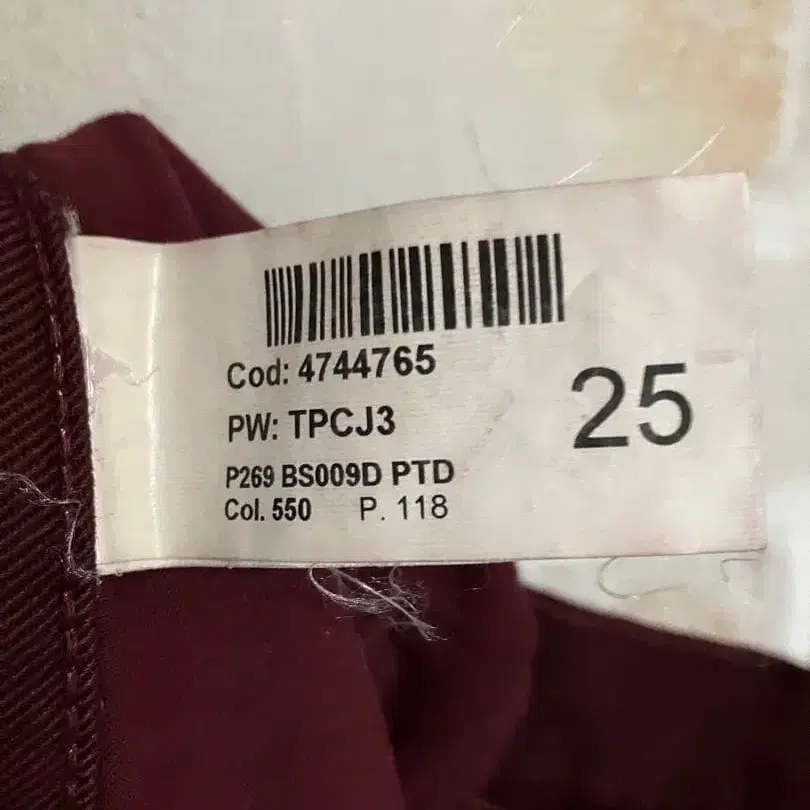 Cod: 4744765
PW: TPCJ3
25
P269 BS009D PTD
Col. 550 P. 118